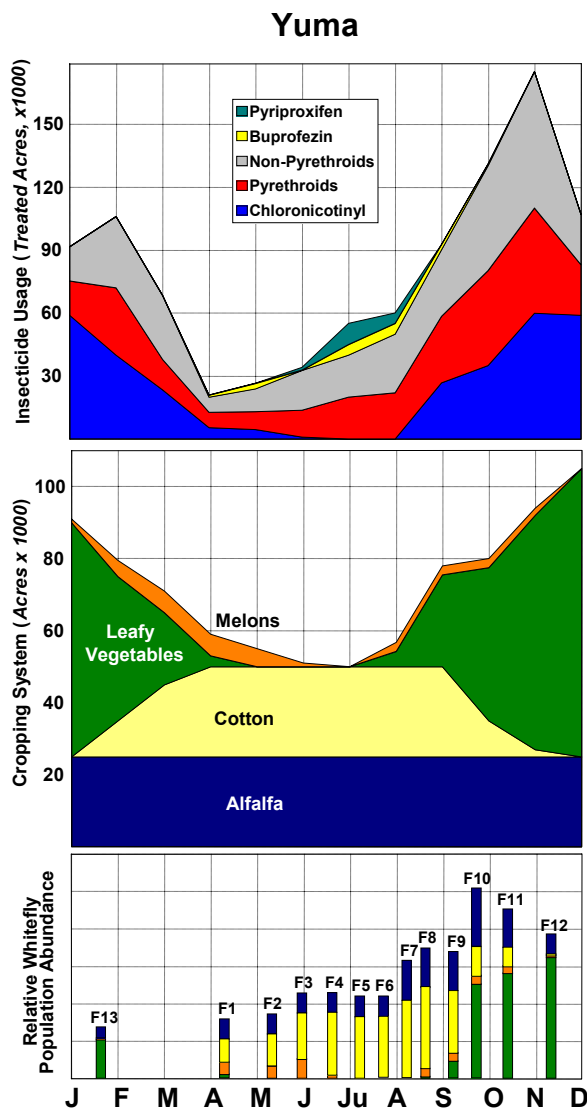 Yuma
Insecticide Usage (Treated Acres, x1000)
150
120
90
60
30
Pyriproxifen
Buprofezin
Non-Pyrethroids
Pyrethroids
Chloronicotinyl
Cropping System (Acres x 1000)
100
80
60
40
20
Melons
Leafy
Vegetables
Cotton
Alfalfa
Relative Whitefly
Population Abundance
F13
F1
F2
F3
F4
F5
F6
F7
F8
F9
F10
F11
F12
J F M A M J Ju A S O N D